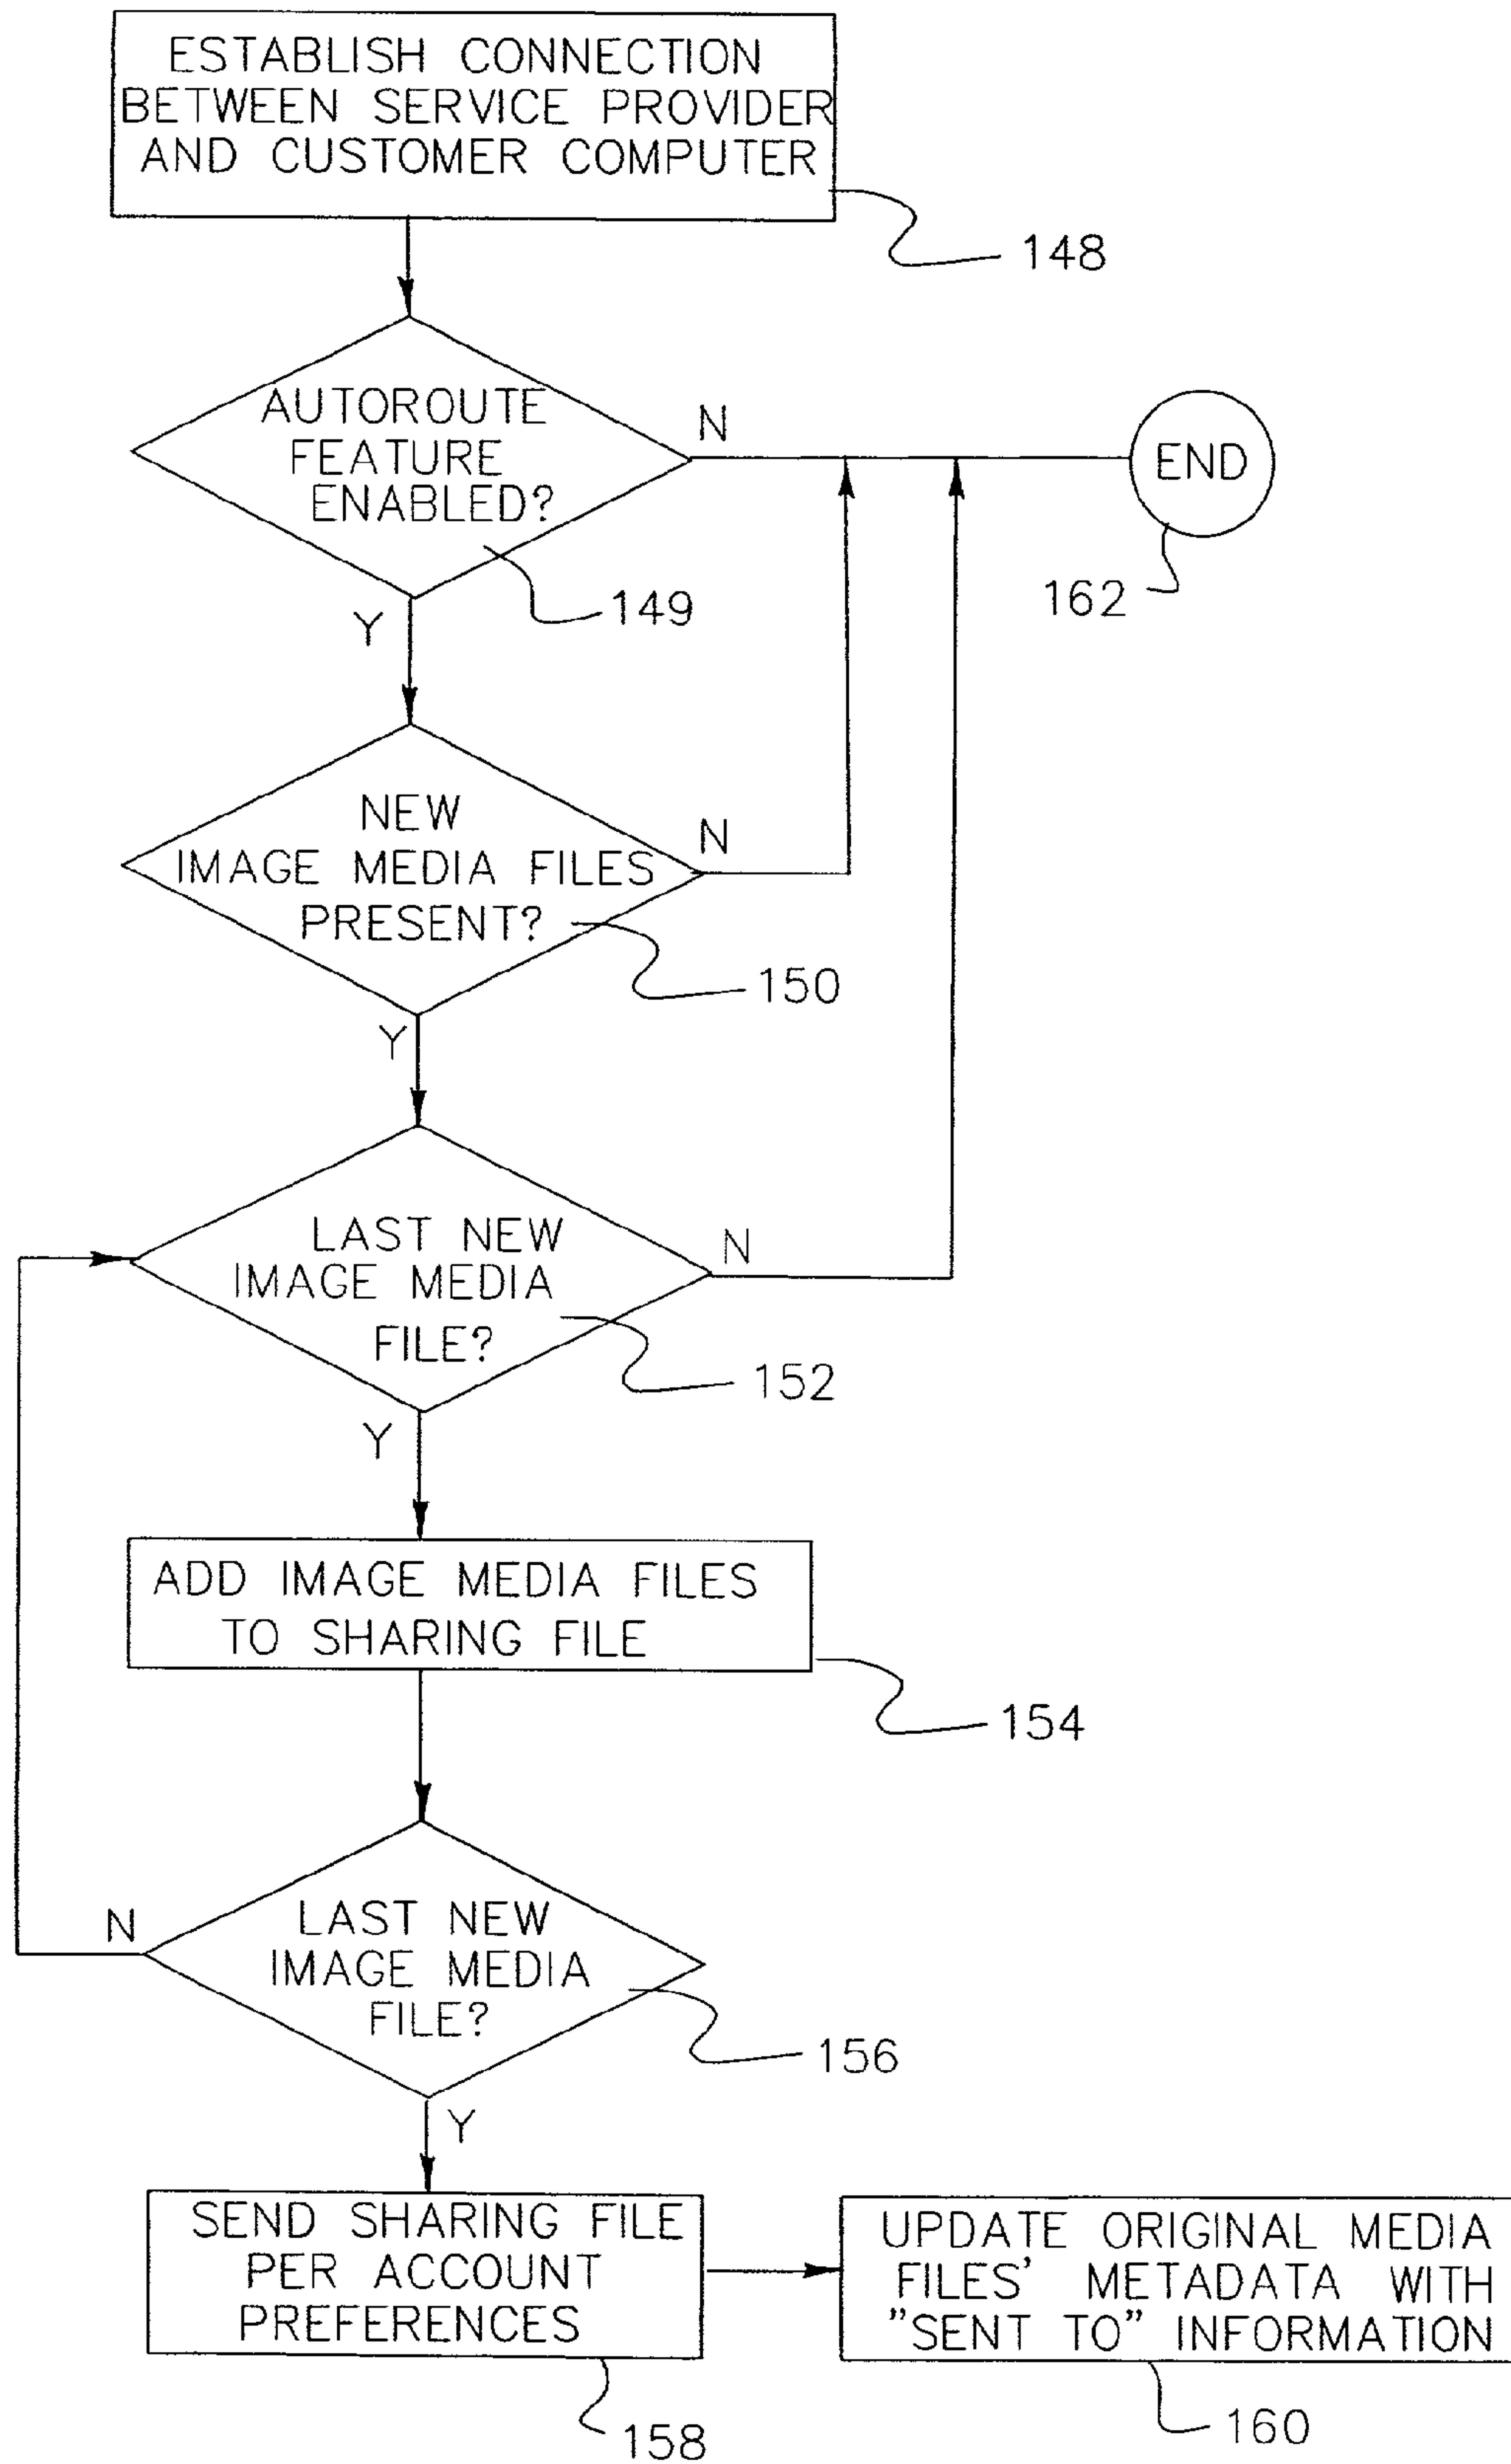 ESTABLISH CONNECTION
BETWEEN SERVICE PROVIDER
AND CUSTOMER COMPUTER
148
AUTOROUTE
FEATURE
ENABLED?
N
END
149
162
Y
NEW
IMAGE MEDIA FILES
PRESENT?
N
150
Y
LAST NEW
IMAGE MEDIA
FILE?
N
152
Y
ADD IMAGE MEDIA FILES
TO SHARING FILE
154
LAST NEW
IMAGE MEDIA
FILE?
N
156
Y
SEND SHARING FILE
PER ACCOUNT
PREFERENCES
158
UPDATE ORIGINAL MEDIA
FILES' METADATA WITH
"SENT TO" INFORMATION
160